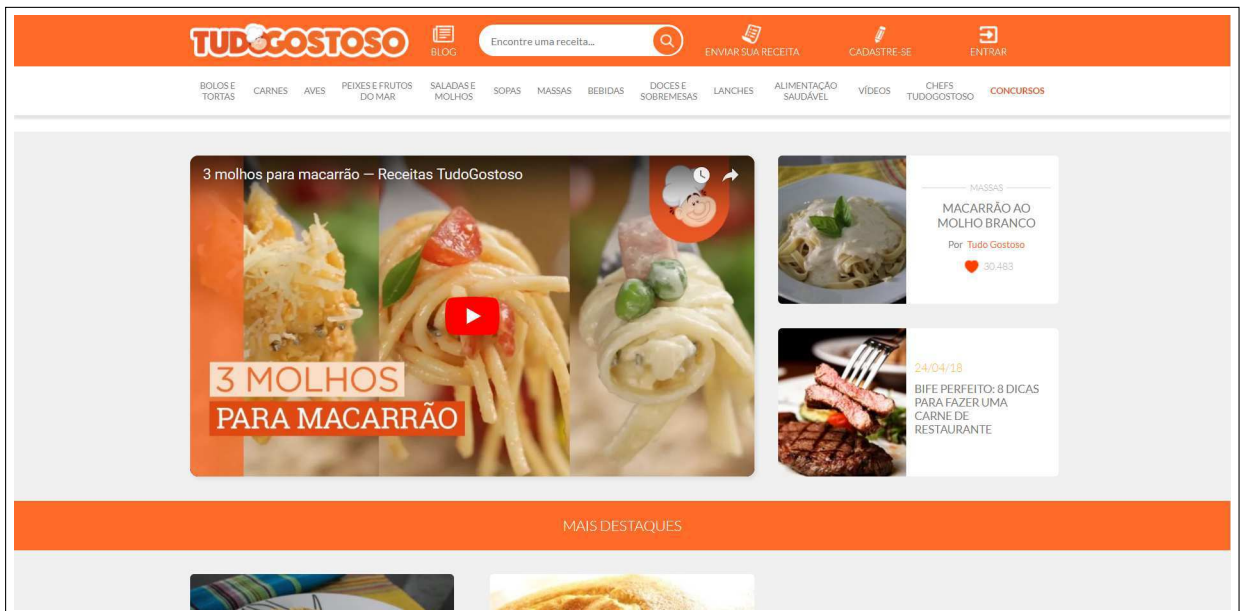 TUDOGOSTOSO
BLOG
Encontre uma receita...
ENVIAR SUA RECEITA
CADASTRE-SE
ENTRAR
BOLOS E
TORTAS
CARNES
AVES
PEIXES E FRUTOS
DO MAR
SALADAS E
MOLHOS
SOPAS
MASSAS
BEBIDAS
DOCES E
SOBREMESAS
LANCHES
ALIMENTAÇÃO
SAUDÁVEL
VÍDEOS
CHEFS
TUDOGOSTOSO
CONCURSOS
3 molhos para macarrão — Receitas TudoGostoso
3 MOLHOS
PARA MACARRÃO
MASSAS
MACARRÃO AO
MOLHO BRANCO
Por Tudo Gostoso
30.483
24/04/18
BIFE PERFEITO: 8 DICAS
PARA FAZER UMA
CARNE DE
RESTAURANTE
MAIS DESTAQUES